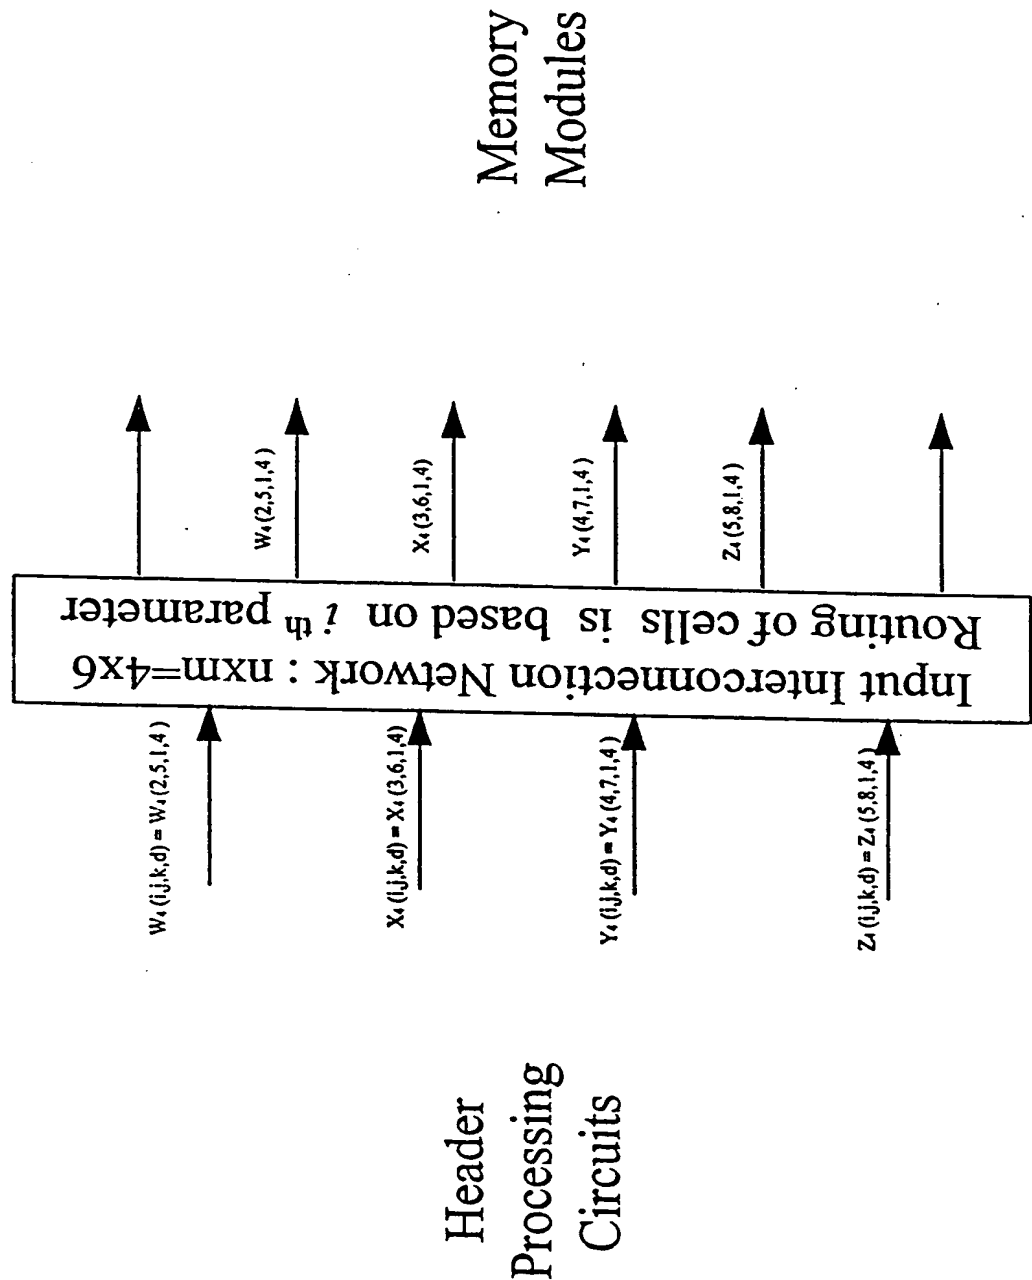 Header
Processing
Circuits
W₄ (i,j,k,d) = W₄ (2,5,1,4)
X₄ (i,j,k,d) = X₄ (3,6,1,4)
Y₄ (i,j,k,d) = Y₄ (4,7,1,4)
Z₄ (i,j,k,d) = Z₄ (5,8,1,4)
Input Interconnection Network : nxm=4x6
Routing of cells is based on i th parameter
W₄ (2,5,1,4)
X₄ (3,6,1,4)
Y₄ (4,7,1,4)
Z₄ (5,8,1,4)
Memory
Modules